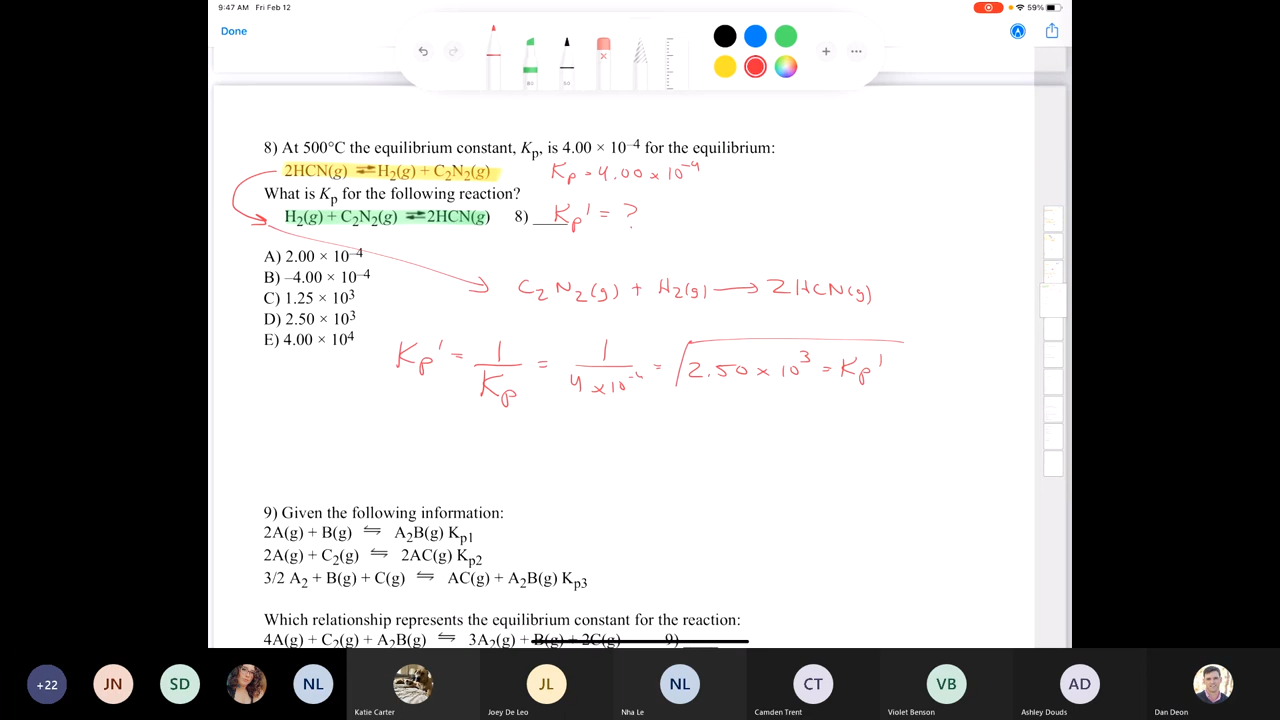 9:47 AM Fri Feb 12
59%
Done
8) At 500°C the equilibrium constant, Kp, is 4.00 × 10⁻⁴ for the equilibrium:
2HCN(g) ⇌ H₂(g) + C₂N₂(g)
Kp = 4.00 x 10⁻⁴
What is Kp for the following reaction?
H₂(g) + C₂N₂(g) ⇌ 2HCN(g) 8) ____
Kp' = ?
A) 2.00 × 10⁻⁴
B) –4.00 × 10⁻⁴
C) 1.25 × 10³
D) 2.50 × 10³
E) 4.00 × 10⁴
C₂N₂(g) + H₂(g) → 2HCN(g)
Kp' = 1/Kp = 1/4x10⁻⁴ = 2.50 x 10³ = Kp'
9) Given the following information:
2A(g) + B(g) ⇌ A₂B(g) Kp1
2A(g) + C₂(g) ⇌ 2AC(g) Kp2
3/2 A₂ + B(g) + C(g) ⇌ AC(g) + A₂B(g) Kp3
Which relationship represents the equilibrium constant for the reaction:
4A(g) + C₂(g) + A₂B(g) ⇌ 3A₂(g) + B(g) + 2C(g) 9) ____
+22
JN
SD
NL
JL
NL
CT
VB
AD
Katie Carter
Joey De Leo
Nha Le
Camden Trent
Violet Benson
Ashley Douds
Dan Deon